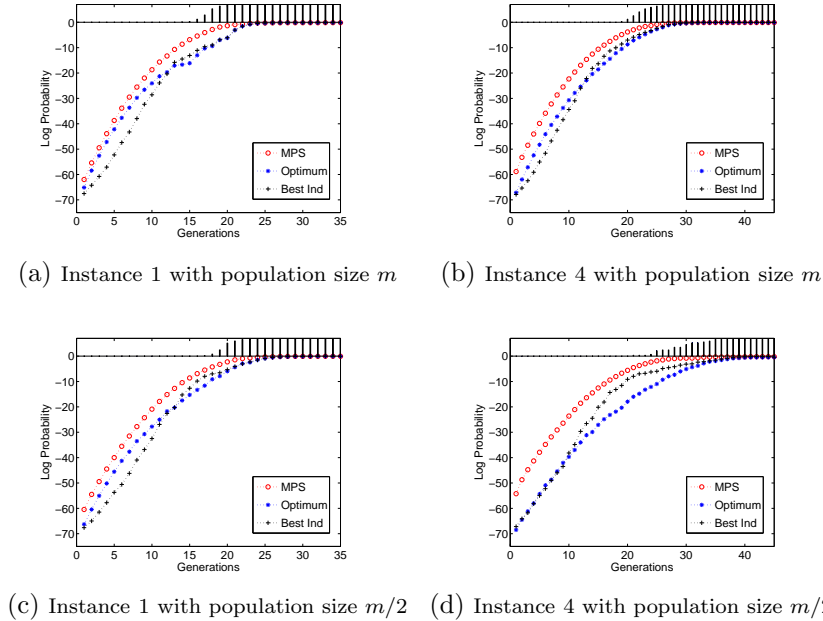 0
−10
−20
−30
−40
−50
−60
−70
Log Probability
0 5 10 15 20 25 30 35
Generations
MPS
Optimum
Best Ind
(a) Instance 1 with population size m
0
−10
−20
−30
−40
−50
−60
−70
Log Probability
0 10 20 30 40
Generations
MPS
Optimum
Best Ind
(b) Instance 4 with population size m
0
−10
−20
−30
−40
−50
−60
−70
Log Probability
0 5 10 15 20 25 30 35
Generations
MPS
Optimum
Best Ind
(c) Instance 1 with population size m/2
0
−10
−20
−30
−40
−50
−60
−70
Log Probability
0 10 20 30 40
Generations
MPS
Optimum
Best Ind
(d) Instance 4 with population size m/2